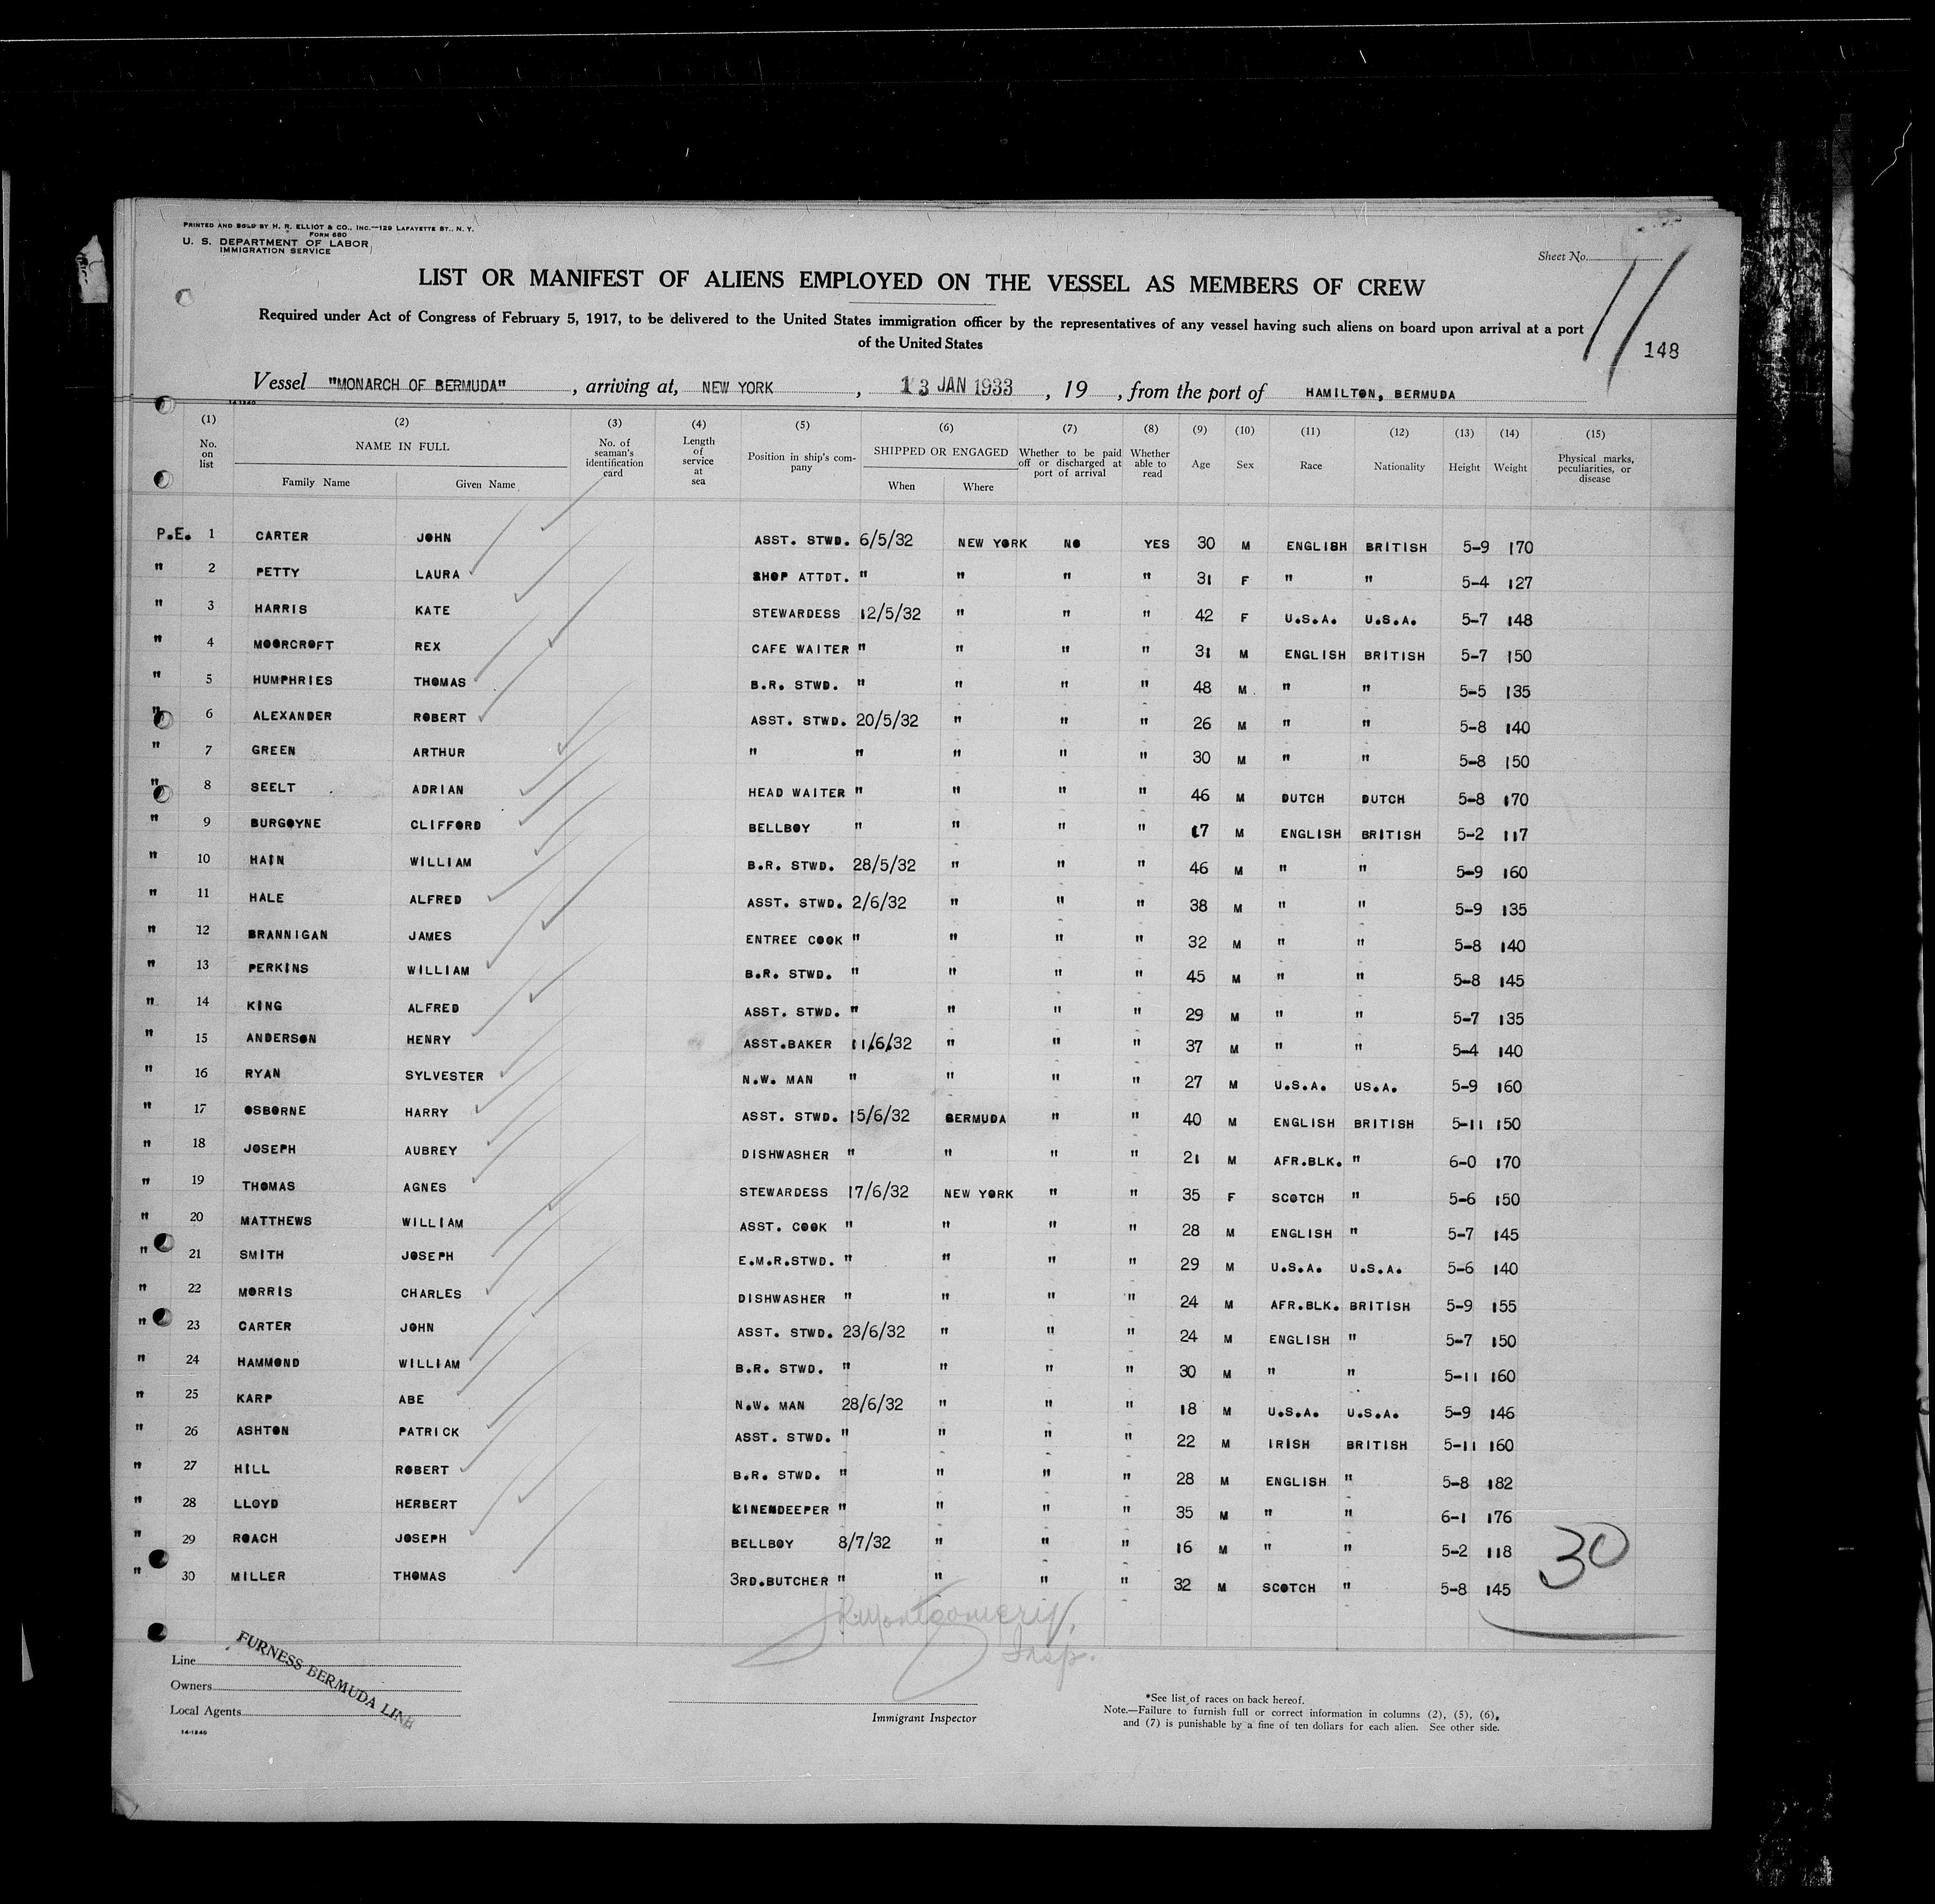 PRINTED AND SOLD BY H. R. ELLIOT & CO., INC.—129 LAFAYETTE ST., N. Y.
FORM 680
U. S. DEPARTMENT OF LABOR
IMMIGRATION SERVICE
Sheet No.
11
LIST OR MANIFEST OF ALIENS EMPLOYED ON THE VESSEL AS MEMBERS OF CREW
Required under Act of Congress of February 5, 1917, to be delivered to the United States immigration officer by the representatives of any vessel having such aliens on board upon arrival at a port
of the United States
148
Vessel "MONARCH OF BERMUDA", arriving at, NEW YORK, 13 JAN 1933, 19, from the port of HAMILTON, BERMUDA
14-1240
(1) (2) (3) (4) (5) (6) (7) (8) (9) (10) (11) (12) (13) (14) (15)
No. on list NAME IN FULL Family Name Given Name No. of seaman's identification card Length of service at sea Position in ship's company SHIPPED OR ENGAGED When Where Whether to be paid off or discharged at port of arrival Whether able to read Age Sex Race Nationality Height Weight Physical marks, peculiarities, or disease
P.E. 1 CARTER JOHN ASST. STWD. 6/5/32 NEW YORK NO YES 30 M ENGLISH BRITISH 5-9 170
" 2 PETTY LAURA SHOP ATTDT. " " " " 31 F " " 5-4 127
" 3 HARRIS KATE STEWARDESS 12/5/32 " " " 42 F U.S.A. U.S.A. 5-7 148
" 4 MOORCROFT REX CAFE WAITER " " " " 31 M ENGLISH BRITISH 5-7 150
" 5 HUMPHRIES THOMAS B.R. STWD. " " " " 48 M " " 5-5 135
" 6 ALEXANDER ROBERT ASST. STWD. 20/5/32 " " " 26 M " " 5-8 140
" 7 GREEN ARTHUR " " " " " 30 M " " 5-8 150
" 8 SEELT ADRIAN HEAD WAITER " " " " 46 M DUTCH DUTCH 5-8 170
" 9 BURGOYNE CLIFFORD BELLBOY " " " " 17 M ENGLISH BRITISH 5-2 117
" 10 HAIN WILLIAM B.R. STWD. 28/5/32 " " " 46 M " " 5-9 160
" 11 HALE ALFRED ASST. STWD. 2/6/32 " " " 38 M " " 5-9 135
" 12 BRANNIGAN JAMES ENTREE COOK " " " " 32 M " " 5-8 140
" 13 PERKINS WILLIAM B.R. STWD. " " " " 45 M " " 5-8 145
" 14 KING ALFRED ASST. STWD. " " " " 29 M " " 5-7 135
" 15 ANDERSON HENRY ASST.BAKER 11/6/32 " " " 37 M " " 5-4 140
" 16 RYAN SYLVESTER N.W. MAN " " " " 27 M U.S.A. US.A. 5-9 160
" 17 OSBORNE HARRY ASST. STWD. 15/6/32 BERMUDA " " 40 M ENGLISH BRITISH 5-11 150
" 18 JOSEPH AUBREY DISHWASHER " " " " 21 M AFR.BLK. " 6-0 170
" 19 THOMAS AGNES STEWARDESS 17/6/32 NEW YORK " " 35 F SCOTCH " 5-6 150
" 20 MATTHEWS WILLIAM ASST. COOK " " " " 28 M ENGLISH " 5-7 145
" 21 SMITH JOSEPH E.M.R.STWD. " " " " 29 M U.S.A. U.S.A. 5-6 140
" 22 MORRIS CHARLES DISHWASHER " " " " 24 M AFR.BLK. BRITISH 5-9 155
" 23 CARTER JOHN ASST. STWD. 23/6/32 " " " 24 M ENGLISH " 5-7 150
" 24 HAMMOND WILLIAM B.R. STWD. " " " " 30 M " " 5-11 160
" 25 KARP ABE N.W. MAN 28/6/32 " " " 18 M U.S.A. U.S.A. 5-9 146
" 26 ASHTON PATRICK ASST. STWD. " " " " 22 M IRISH BRITISH 5-11 160
" 27 HILL ROBERT B.R. STWD. " " " " 28 M ENGLISH " 5-8 182
" 28 LLOYD HERBERT KINENDEEPER " " " " 35 M " " 6-1 176
" 29 ROACH JOSEPH BELLBOY 8/7/32 " " " 16 M " " 5-2 118
" 30 MILLER THOMAS 3RD.BUTCHER " " " " 32 M SCOTCH " 5-8 145
30
R. Montgomery,
Insp.
Line
Owners
Local Agents
FURNESS BERMUDA LINE
14-1240
Immigrant Inspector
*See list of races on back hereof.
Note.—Failure to furnish full or correct information in columns (2), (5), (6),
and (7) is punishable by a fine of ten dollars for each alien. See other side.